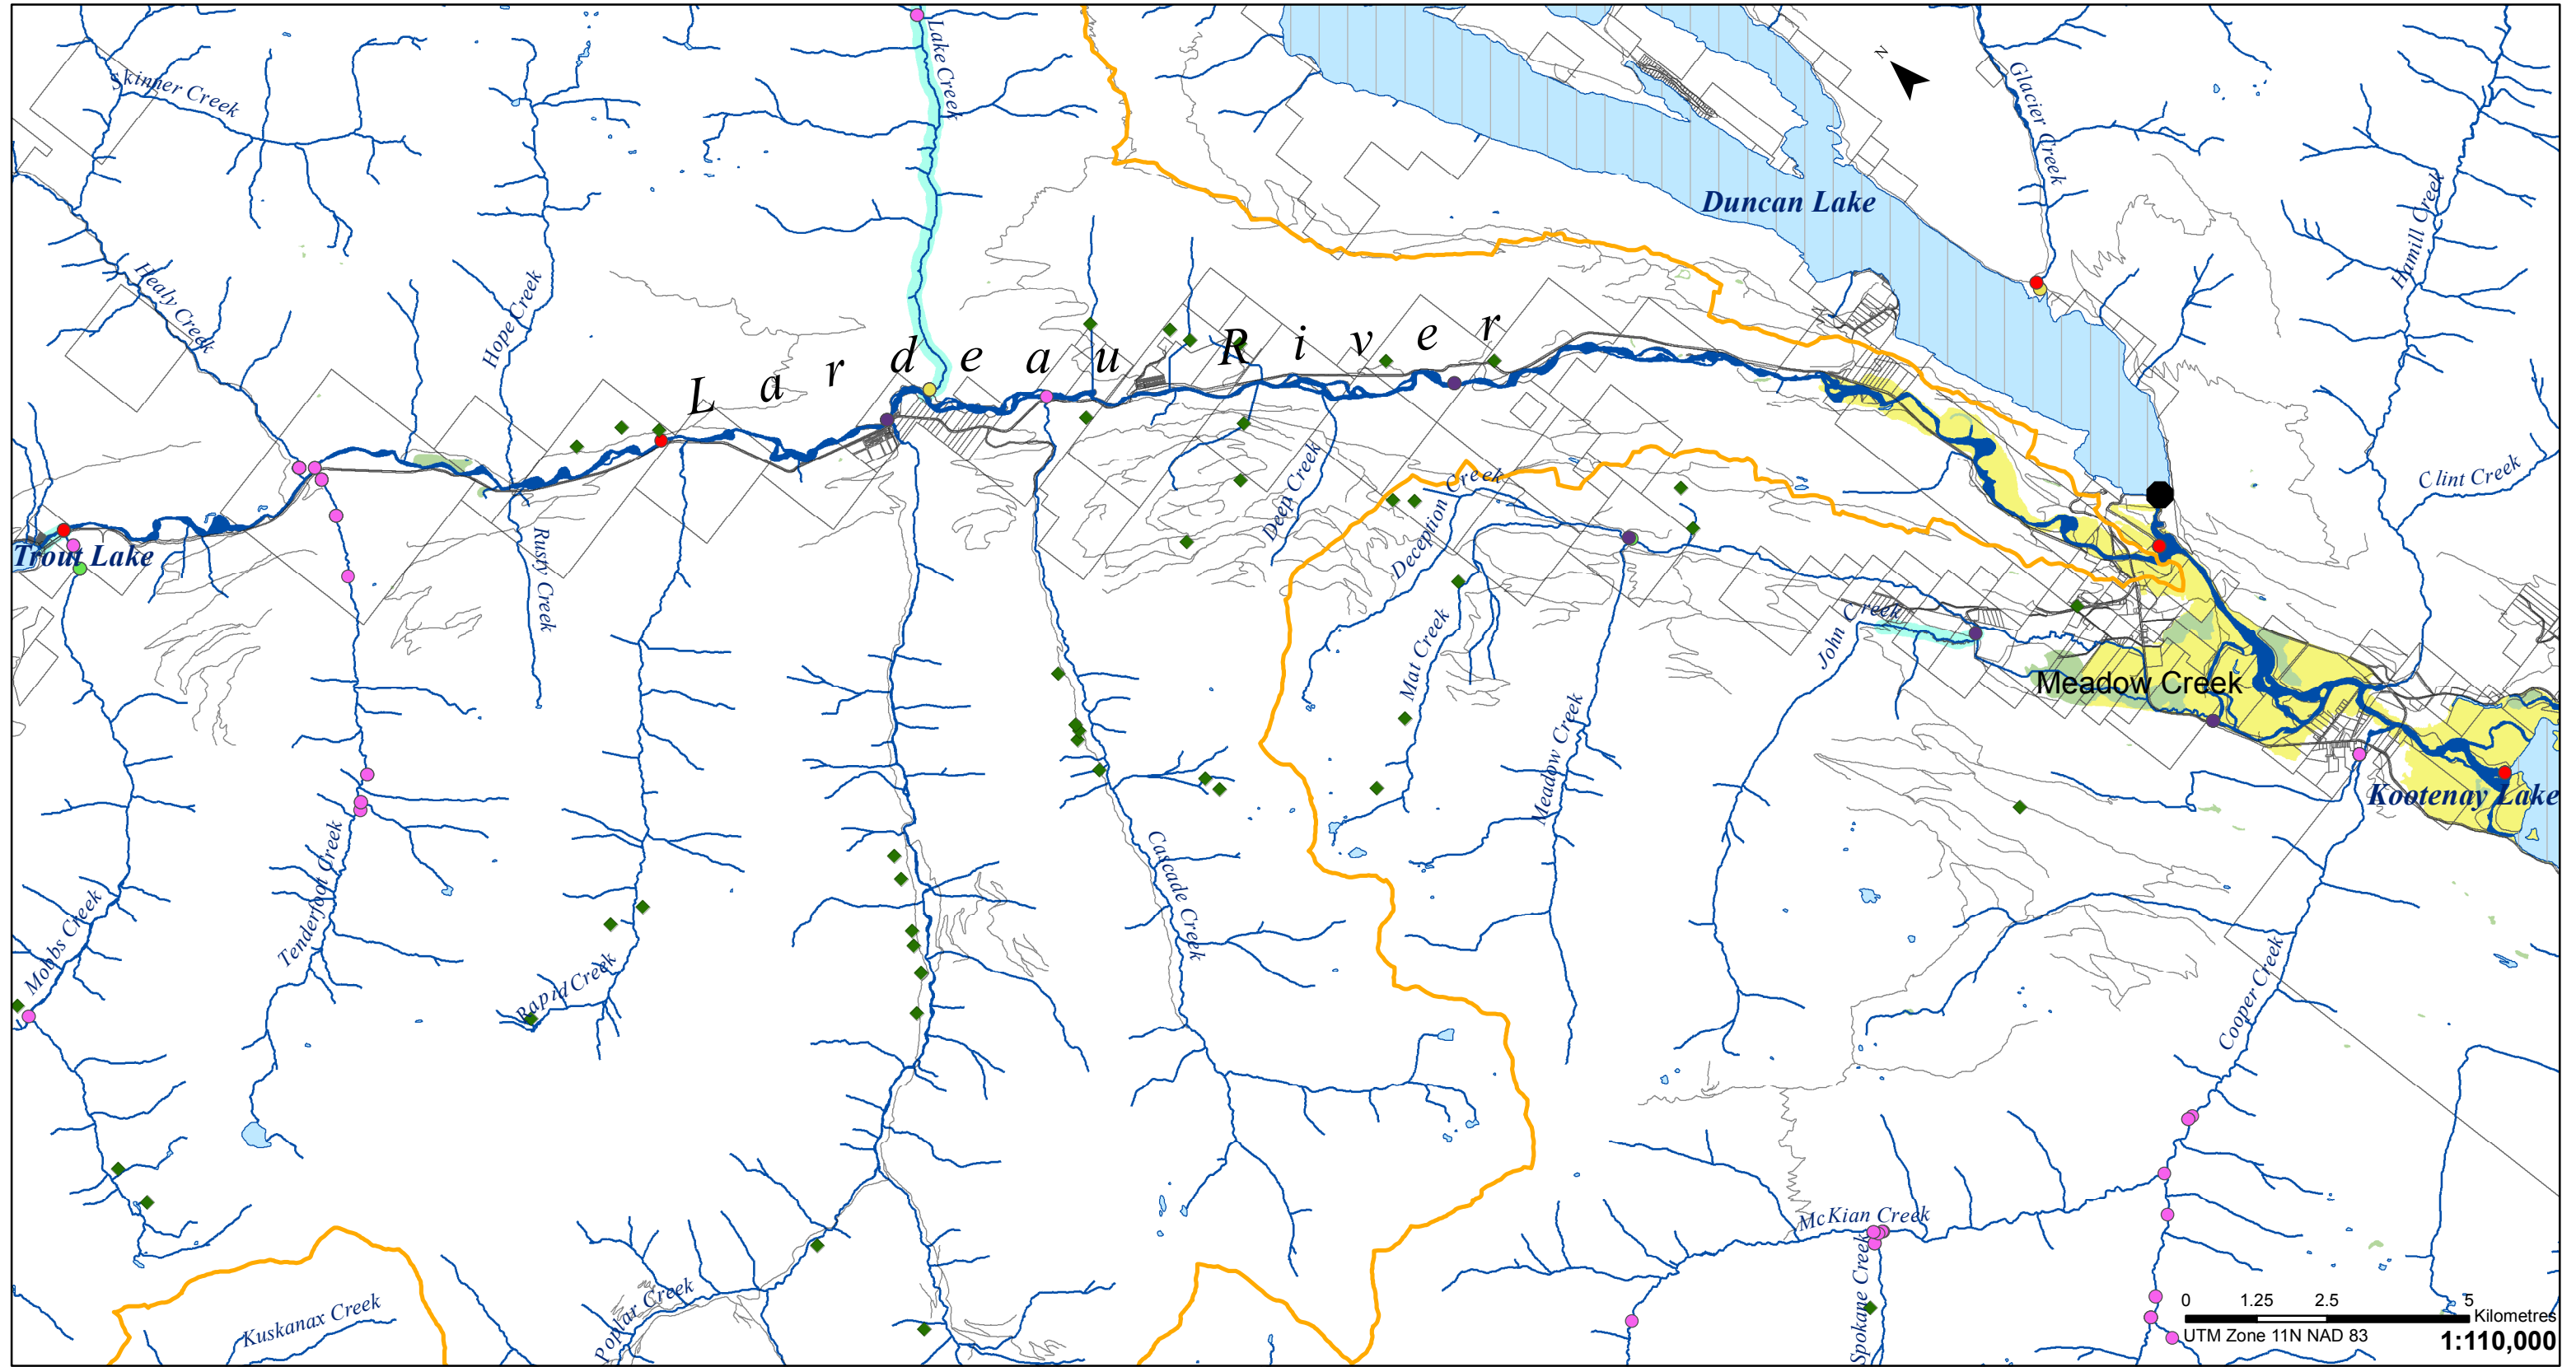 Lake Creek
Skinner Creek
N
Glacier Creek
Duncan Lake
Hamill Creek
Healy Creek
Hope Creek
Lardeau River
Clint Creek
Deep Creek
Deception Creek
Trout Lake
Rusty Creek
John Creek
Mat Creek
Meadow Creek
Meadow Creek
Kootenay Lake
Tenderfoot Creek
Cascade Creek
Mobbs Creek
Rapid Creek
Cooper Creek
McKian Creek
Spokane Creek
Kuskanax Creek
Poplar Creek
0 1.25 2.5 5
Kilometres
UTM Zone 11N NAD 83
1:110,000